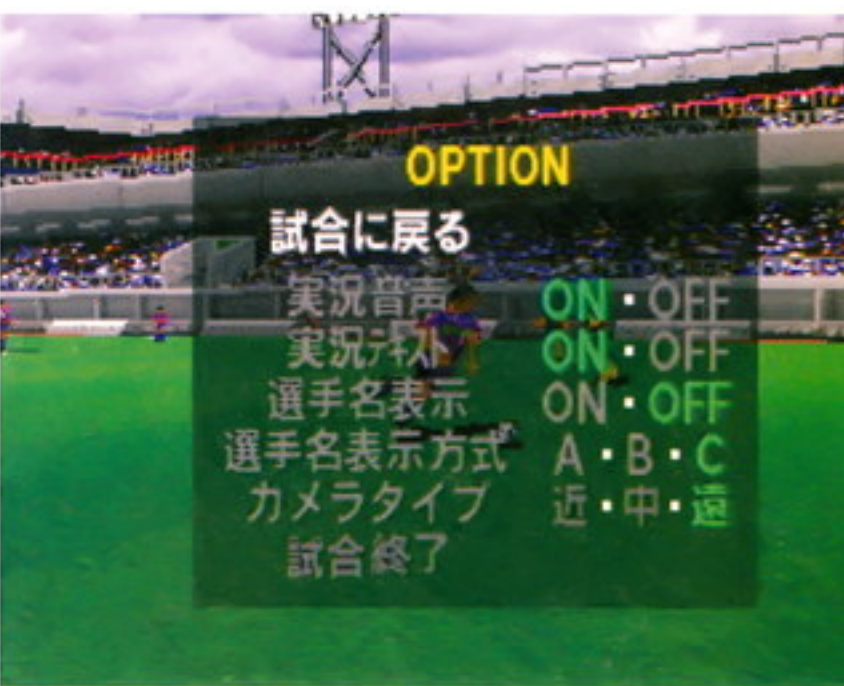 OPTION
試合に戻る
実況音声 ON・OFF
実況テキスト ON・OFF
選手名表示 ON・OFF
選手名表示方式 A・B・C
カメラタイプ 近・中・遠
試合終了